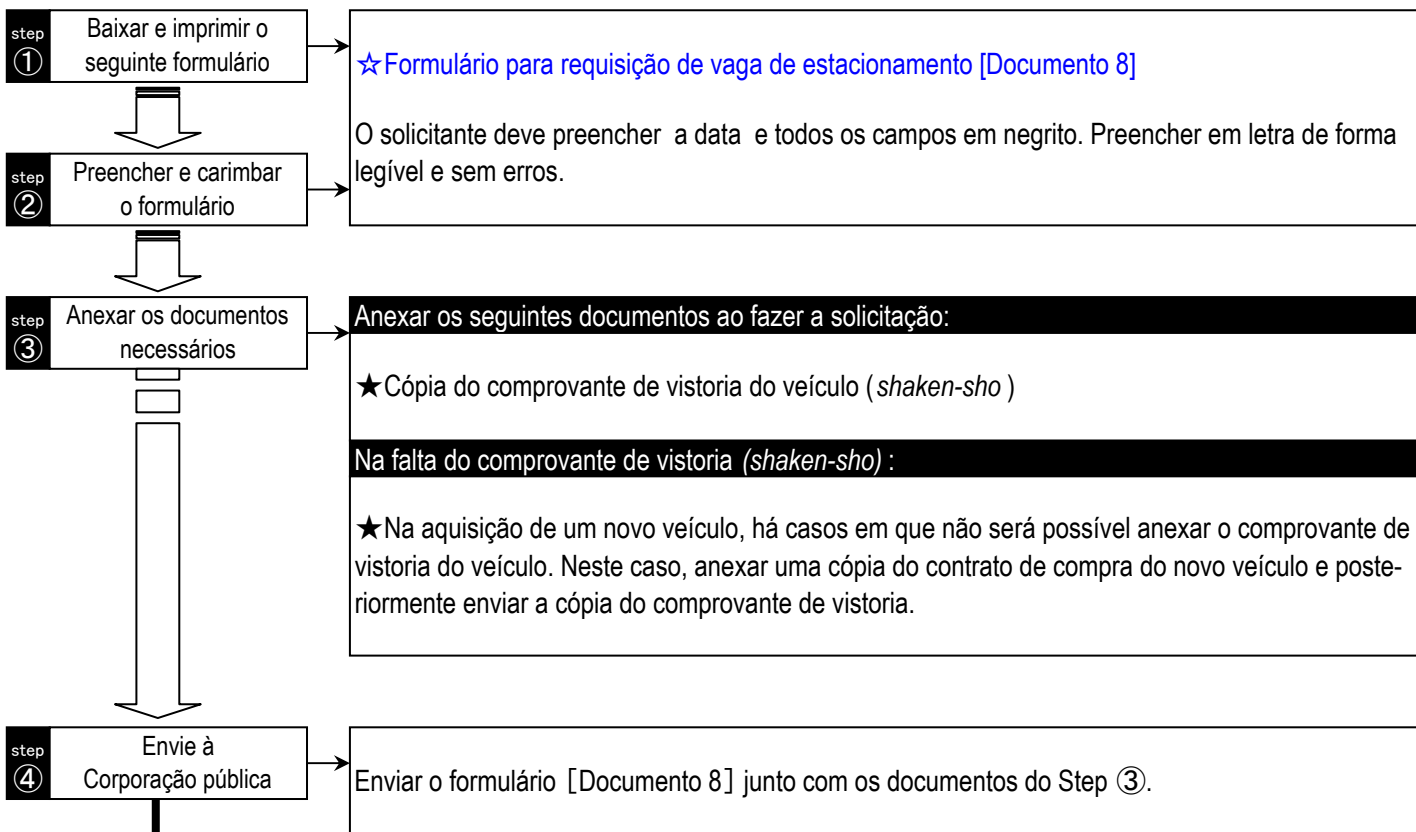 step
①
Baixar e imprimir o
seguinte formulário
☆Formulário para requisição de vaga de estacionamento [Documento 8]
O solicitante deve preencher a data e todos os campos em negrito. Preencher em letra de forma
legível e sem erros.
step
②
Preencher e carimbar
o formulário
step
③
Anexar os documentos
necessários
Anexar os seguintes documentos ao fazer a solicitação:
★Cópia do comprovante de vistoria do veículo (shaken-sho )
Na falta do comprovante de vistoria (shaken-sho) :
★Na aquisição de um novo veículo, há casos em que não será possível anexar o comprovante de
vistoria do veículo. Neste caso, anexar uma cópia do contrato de compra do novo veículo e poste-
riormente enviar a cópia do comprovante de vistoria.
step
④
Envie à
Corporação pública
Enviar o formulário [Documento 8] junto com os documentos do Step ③.